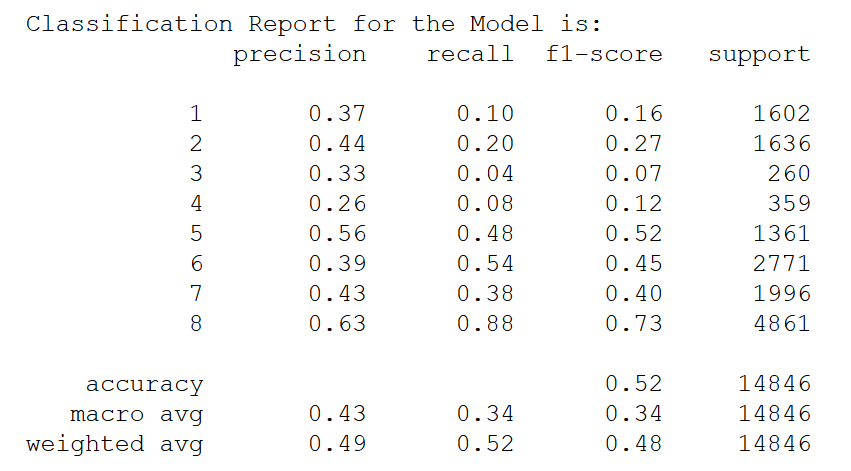 Classification Report for the Model is:
precision recall f1-score support
1 0.37 0.10 0.16 1602
2 0.44 0.20 0.27 1636
3 0.33 0.04 0.07 260
4 0.26 0.08 0.12 359
5 0.56 0.48 0.52 1361
6 0.39 0.54 0.45 2771
7 0.43 0.38 0.40 1996
8 0.63 0.88 0.73 4861
accuracy 0.52 14846
macro avg 0.43 0.34 0.34 14846
weighted avg 0.49 0.52 0.48 14846